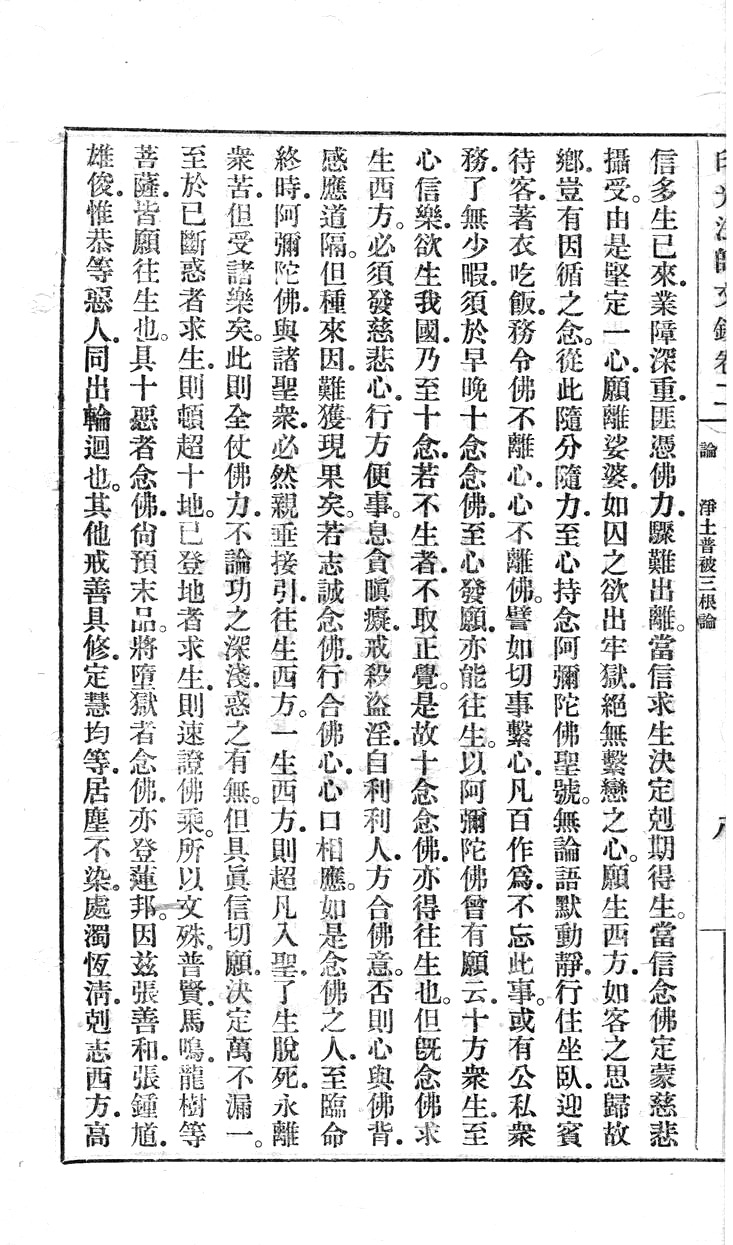 印光法師文鈔卷二 論 淨土普被三根論 八
信多生已來．業障深重．匪憑佛力．驟難出離。當信求生決定剋期得生。當信念佛定蒙慈悲
攝受。由是堅定一心．願離娑婆．如囚之欲出牢獄．絕無繫戀之心。願生西方．如客之思歸故
鄉．豈有因循之念。從此隨分隨力．至心持念阿彌陀佛聖號。無論語默動靜．行住坐臥．迎賓
待客．著衣吃飯．務令佛不離心．心不離佛。譬如切事繫心．凡百作爲．不忘此事。或有公私衆
務．了無少暇．須於早晚十念念佛．至心發願．亦能往生。以阿彌陀佛曾有願云．十方衆生．至
心信樂．欲生我國．乃至十念．若不生者．不取正覺。是故十念念佛．亦得往生也。但旣念佛求
生西方。必須發慈悲心．行方便事。息貪瞋癡．戒殺盜淫．自利利人．方合佛意。否則心與佛背．
感應道隔。但種來因．難獲現果矣。若志誠念佛．行合佛心．心口相應。如是念佛之人．至臨命
終時．阿彌陀佛．與諸聖衆．必然親垂接引．往生西方。一生西方．則超凡入聖．了生脫死．永離
衆苦．但受諸樂矣。此則全仗佛力．不論功之深淺．惑之有無。但具眞信切願．決定萬不漏一。
至於已斷惑者求生．則頓超十地。已登地者求生．則速證佛乘。所以文殊．普賢．馬鳴．龍樹等
菩薩．皆願往生也。具十惡者念佛．尙預末品。將墮獄者念佛．亦登蓮邦。因玆張善和．張鍾馗．
雄俊．惟恭等惡人．同出輪迴也。其他戒善具修．定慧均等．居塵不染。處濁恆淸．剋志西方．高